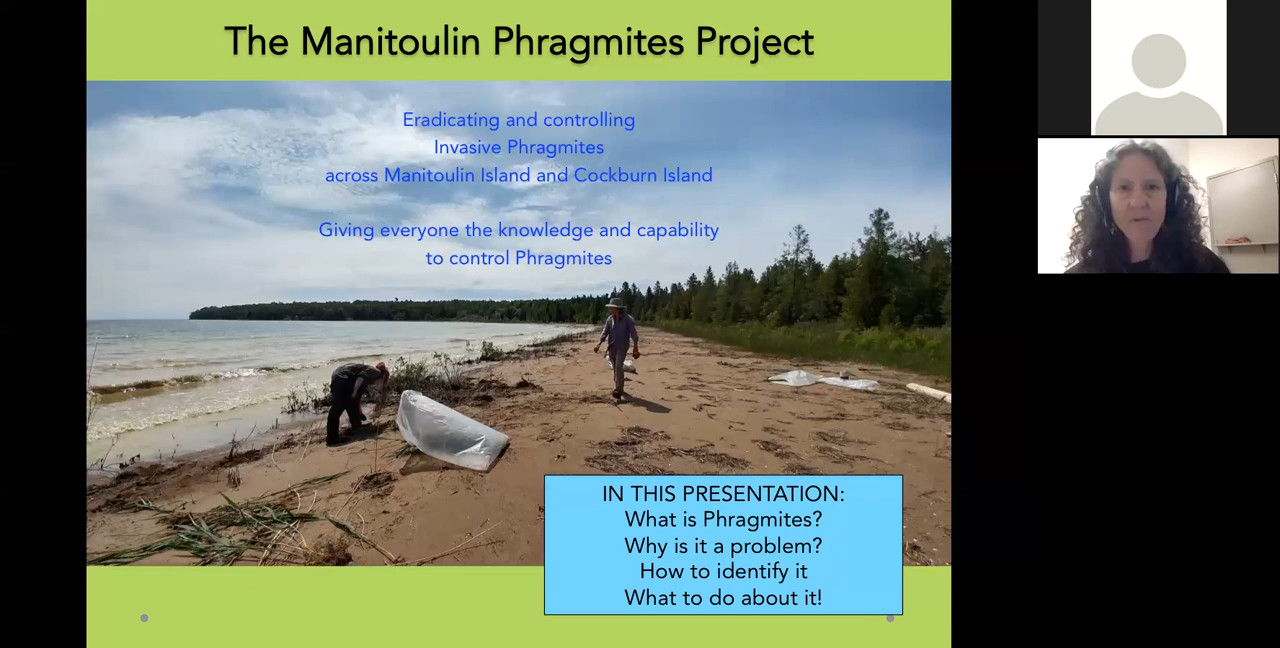 The Manitoulin Phragmites Project
Eradicating and controlling
Invasive Phragmites
across Manitoulin Island and Cockburn Island
Giving everyone the knowledge and capability
to control Phragmites
IN THIS PRESENTATION:
What is Phragmites?
Why is it a problem?
How to identify it
What to do about it!